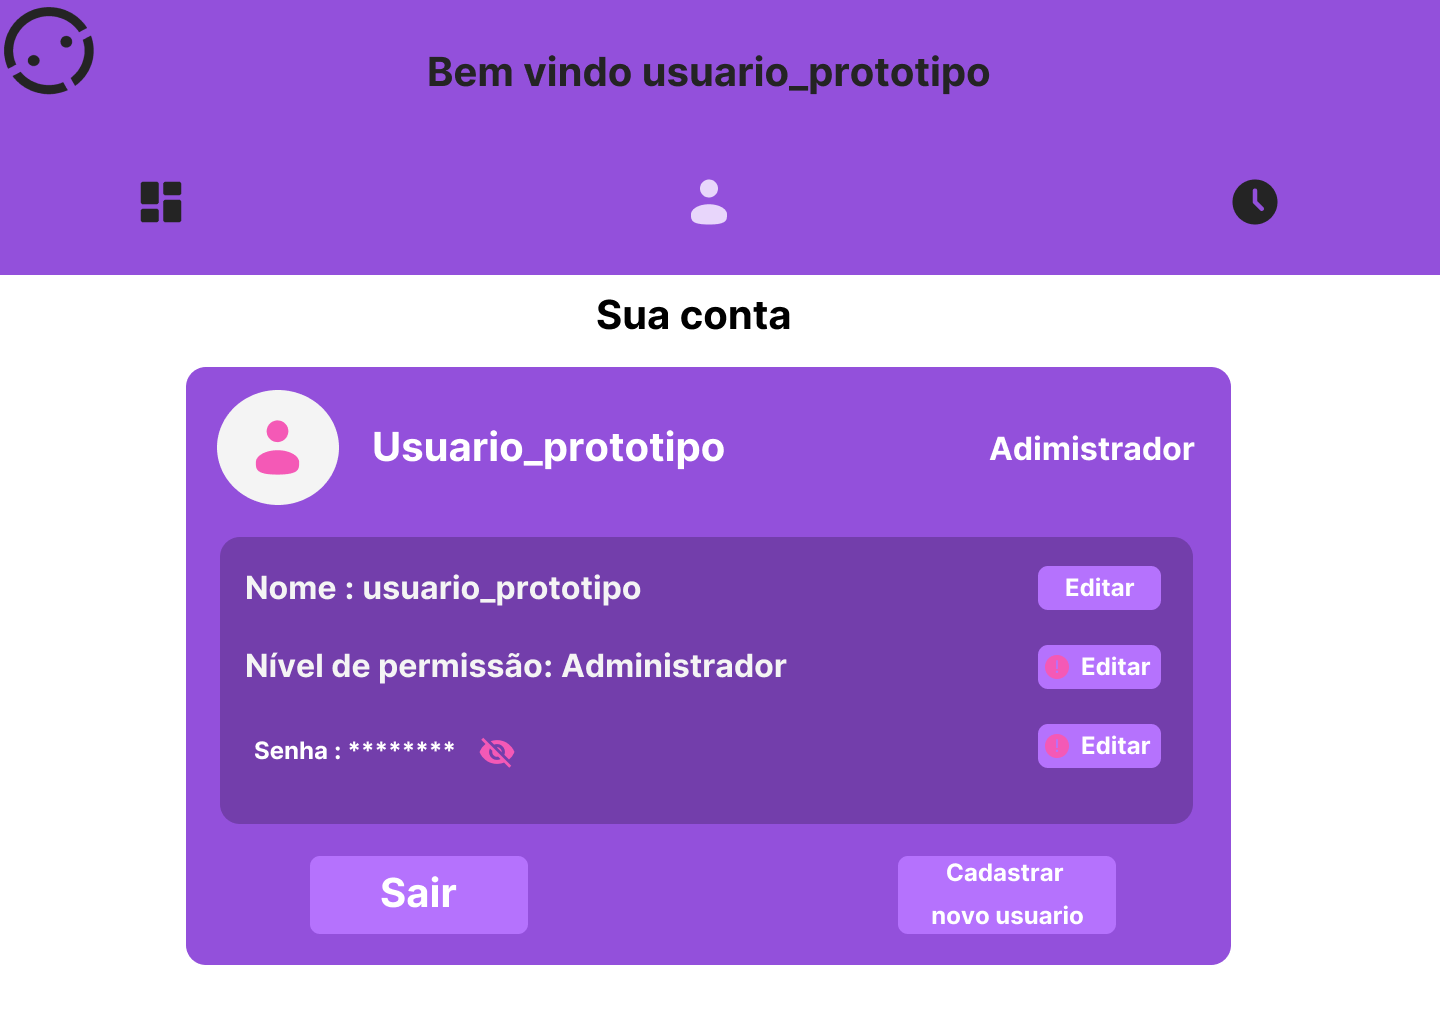 Bem vindo usuario_prototipo
Sua conta
Usuario_prototipo
Adimistrador
Nome : usuario_prototipo
Editar
Nível de permissão: Administrador
Editar
Senha : ********
Editar
Sair
Cadastrar
novo usuario